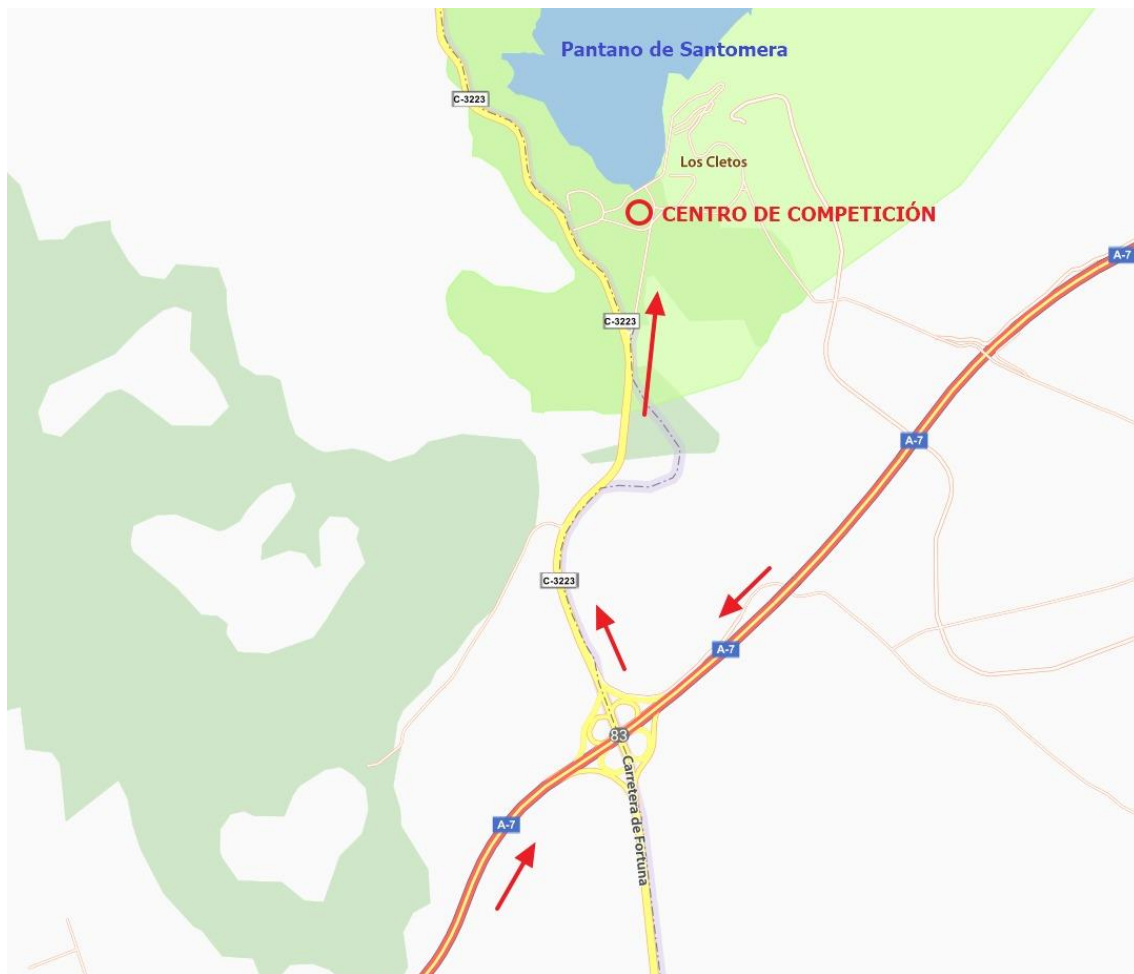 Pantano de Santomera
C-3223
Los Cletos
CENTRO DE COMPETICIÓN
A-7
C-3223
A-7
C-3223
A-7
83
Carretera de Fortuna
A-7